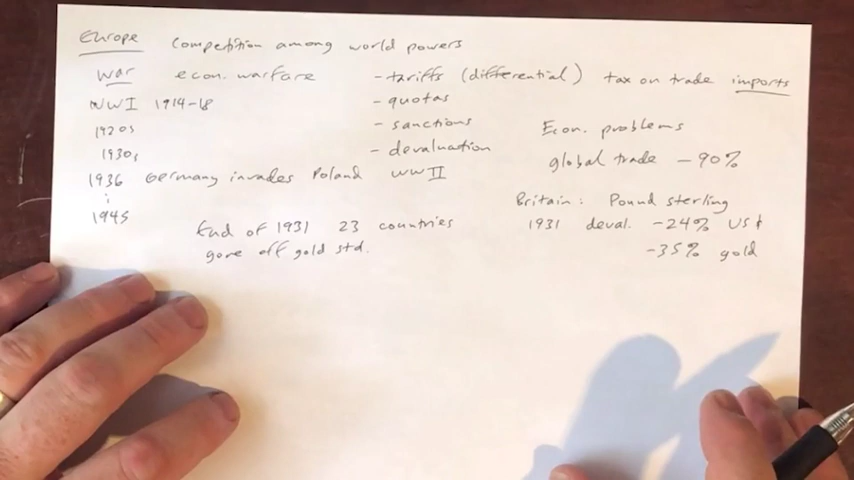 Europe competition among world powers
war econ. warfare - tariffs (differential) tax on trade imports
WWI 1914-18 - quotas
1920s - sanctions
Econ. problems
1930s - devaluation
global trade - 90%
1936 Germany invades Poland WWII
:
1945
Britain: Pound sterling
End of 1931 23 countries
gone off gold std.
1931 deval. -24% US$
-35% gold